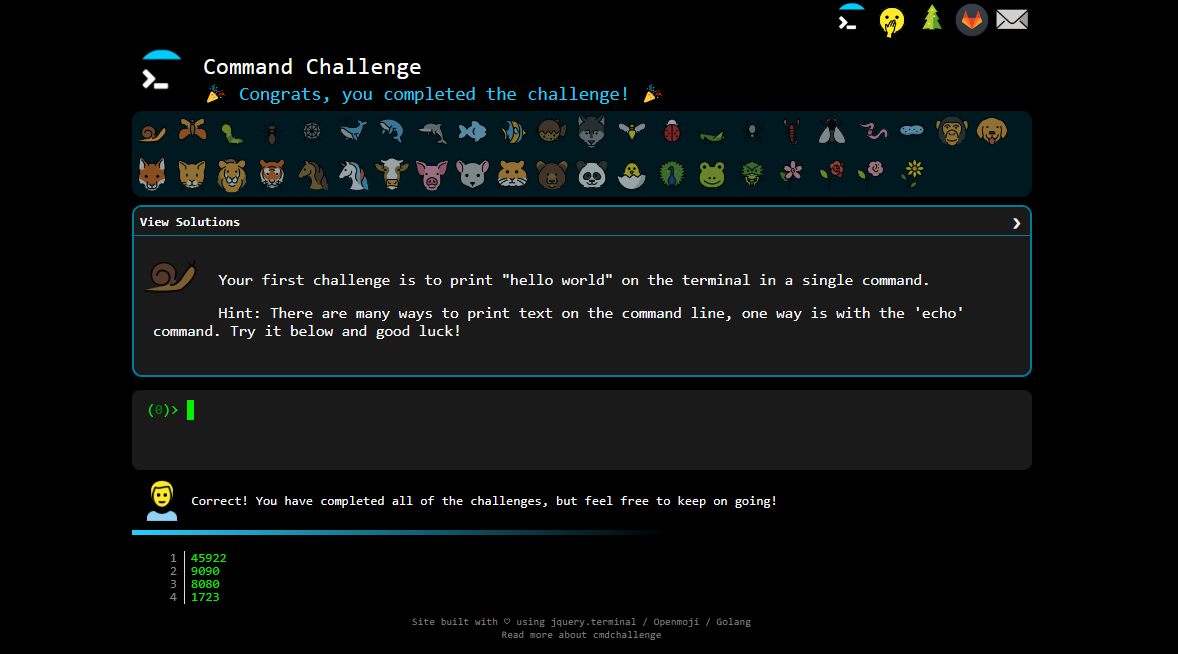 Command Challenge
🎉 Congrats, you completed the challenge! 🎉
View Solutions ❯
Your first challenge is to print "hello world" on the terminal in a single command.
Hint: There are many ways to print text on the command line, one way is with the 'echo'
command. Try it below and good luck!
(0)>
Correct! You have completed all of the challenges, but feel free to keep on going!
1 45922
2 9090
3 8080
4 1723
Site built with ♡ using jquery.terminal / Openmoji / Golang
Read more about cmdchallenge